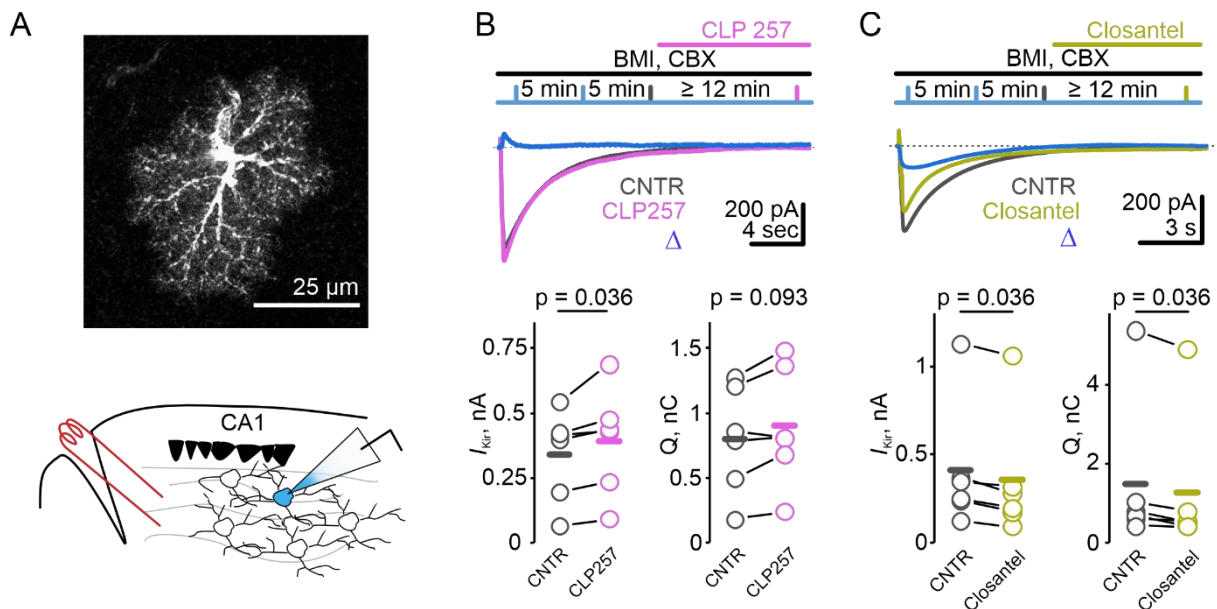 A
25 µm
CA1
B
CLP 257
BMI, CBX
5 min 5 min ≥ 12 min
CNTR
CLP257
Δ
200 pA
4 sec
p = 0.036
I Kir, nA
0.75
0.5
0.25
0
CNTR
CLP257
p = 0.093
Q, nC
1.5
1
0.5
0
CNTR
CLP257
C
Closantel
BMI, CBX
5 min 5 min ≥ 12 min
CNTR
Closantel
Δ
200 pA
3 s
p = 0.036
I Kir, nA
1
0.5
0
CNTR
Closantel
p = 0.036
Q, nC
4
2
0
CNTR
Closantel